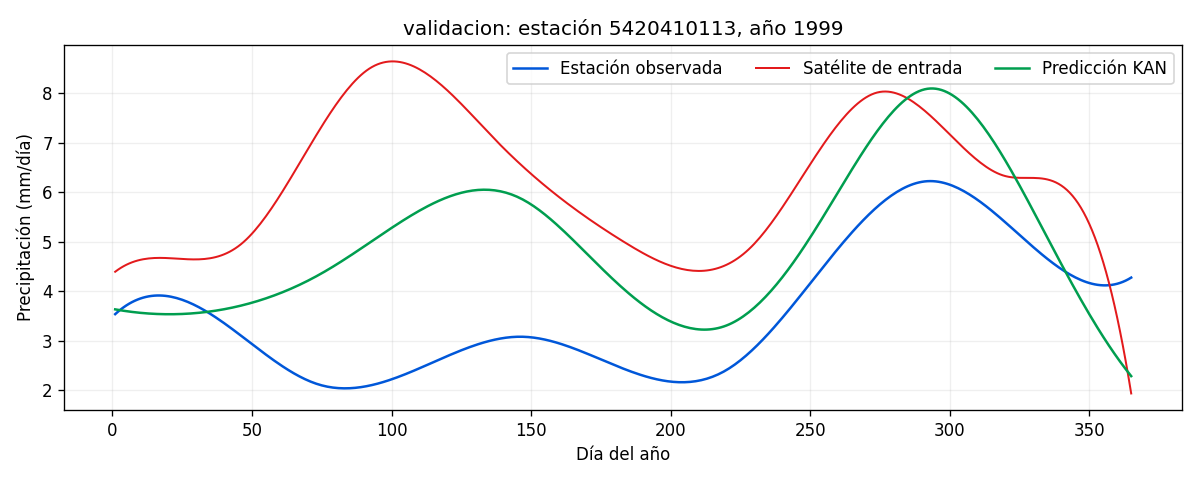 validacion: estación 5420410113, año 1999
Estación observada
Satélite de entrada
Predicción KAN
Precipitación (mm/día)
8
7
6
5
4
3
2
0
50
100
150
200
250
300
350
Día del año